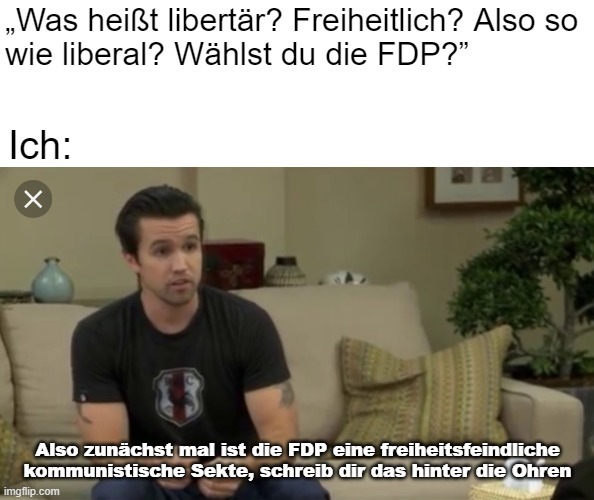 „Was heißt libertär? Freiheitlich? Also so
wie liberal? Wählst du die FDP?”
Ich:
Also zunächst mal ist die FDP eine freiheitsfeindliche
kommunistische Sekte, schreib dir das hinter die Ohren
imgflip.com